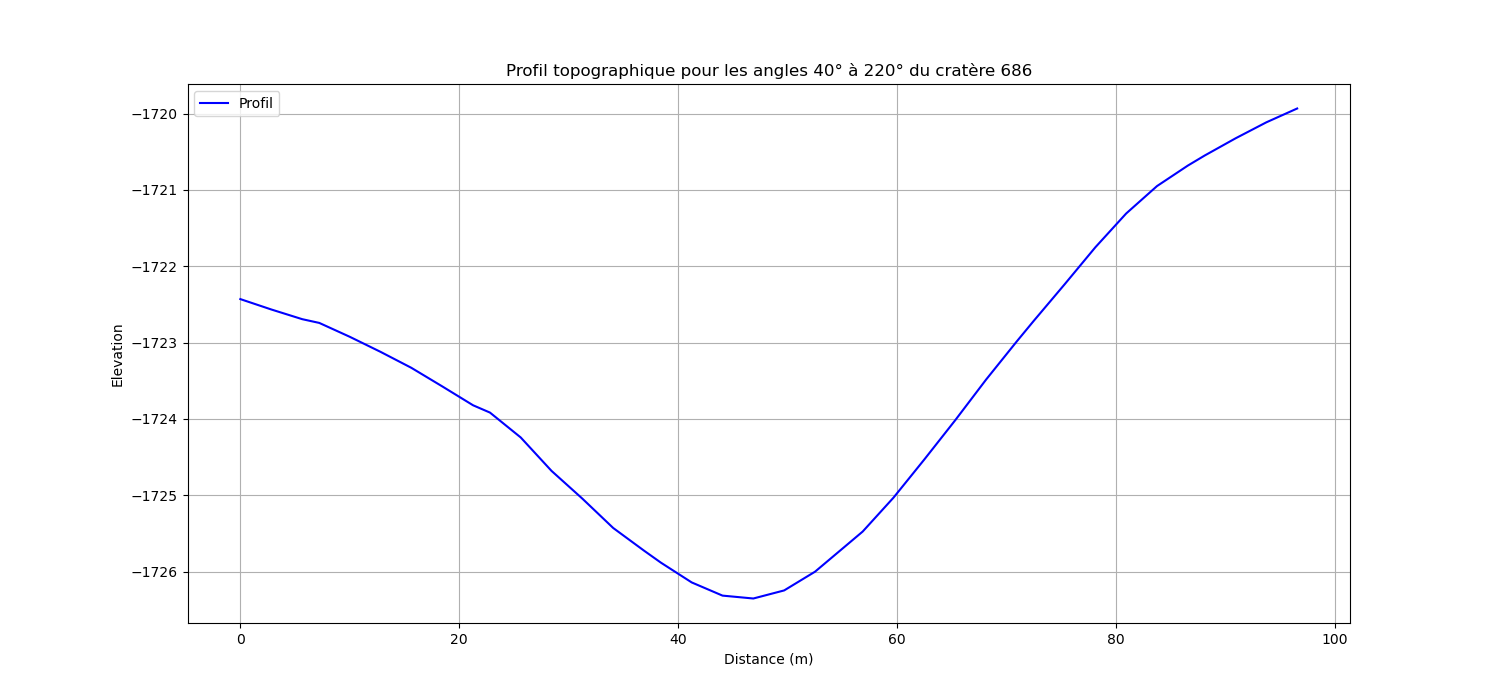 Profil topographique pour les angles 40° à 220° du cratère 686
Profil
−1720
−1721
−1722
−1723
−1724
−1725
−1726
Elevation
0 20 40 60 80 100
Distance (m)